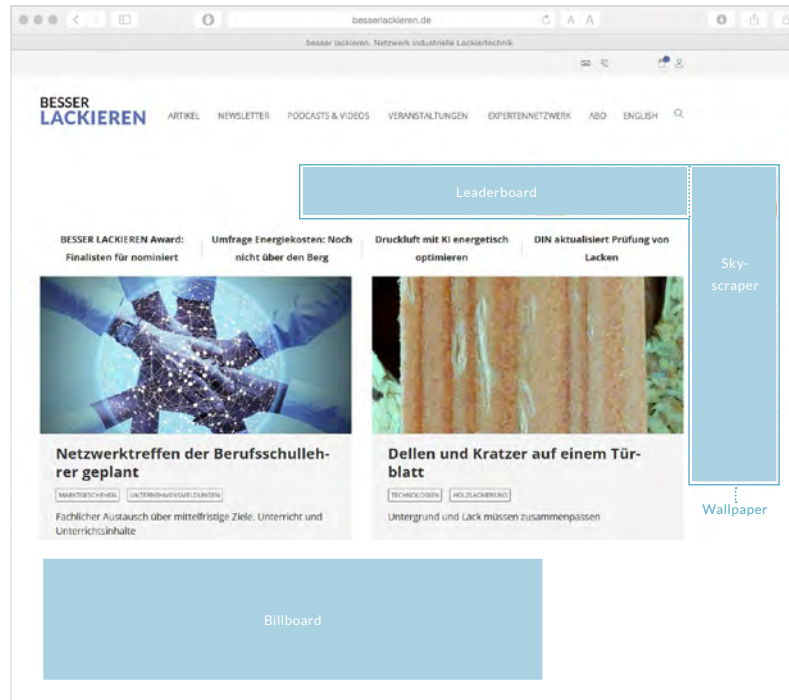 besserlackieren.de
A A
besser lackieren. Netzwerk industrielle Lackiertechnik
BESSER
LACKIEREN
ARTIKEL NEWSLETTER PODCASTS & VIDEOS VERANSTALTUNGEN EXPERTENNETZWERK ABO ENGLISH
Leaderboard
Sky-
scraper
Wallpaper
BESSER LACKIEREN Award:
Finalisten für nominiert
Umfrage Energiekosten: Noch
nicht über den Berg
Druckluft mit KI energetisch
optimieren
DIN aktualisiert Prüfung von
Lacken
Netzwerktreffen der Berufsschulleh-
rer geplant
MARKTGESCHEHEN UNTERNEHMENSMELDUNGEN
Fachlicher Austausch über mittelfristige Ziele, Unterricht und
Unterrichtsinhalte
Dellen und Kratzer auf einem Tür-
blatt
TECHNOLOGIEN HOLZLACKIERUNG
Untergrund und Lack müssen zusammenpassen
Billboard